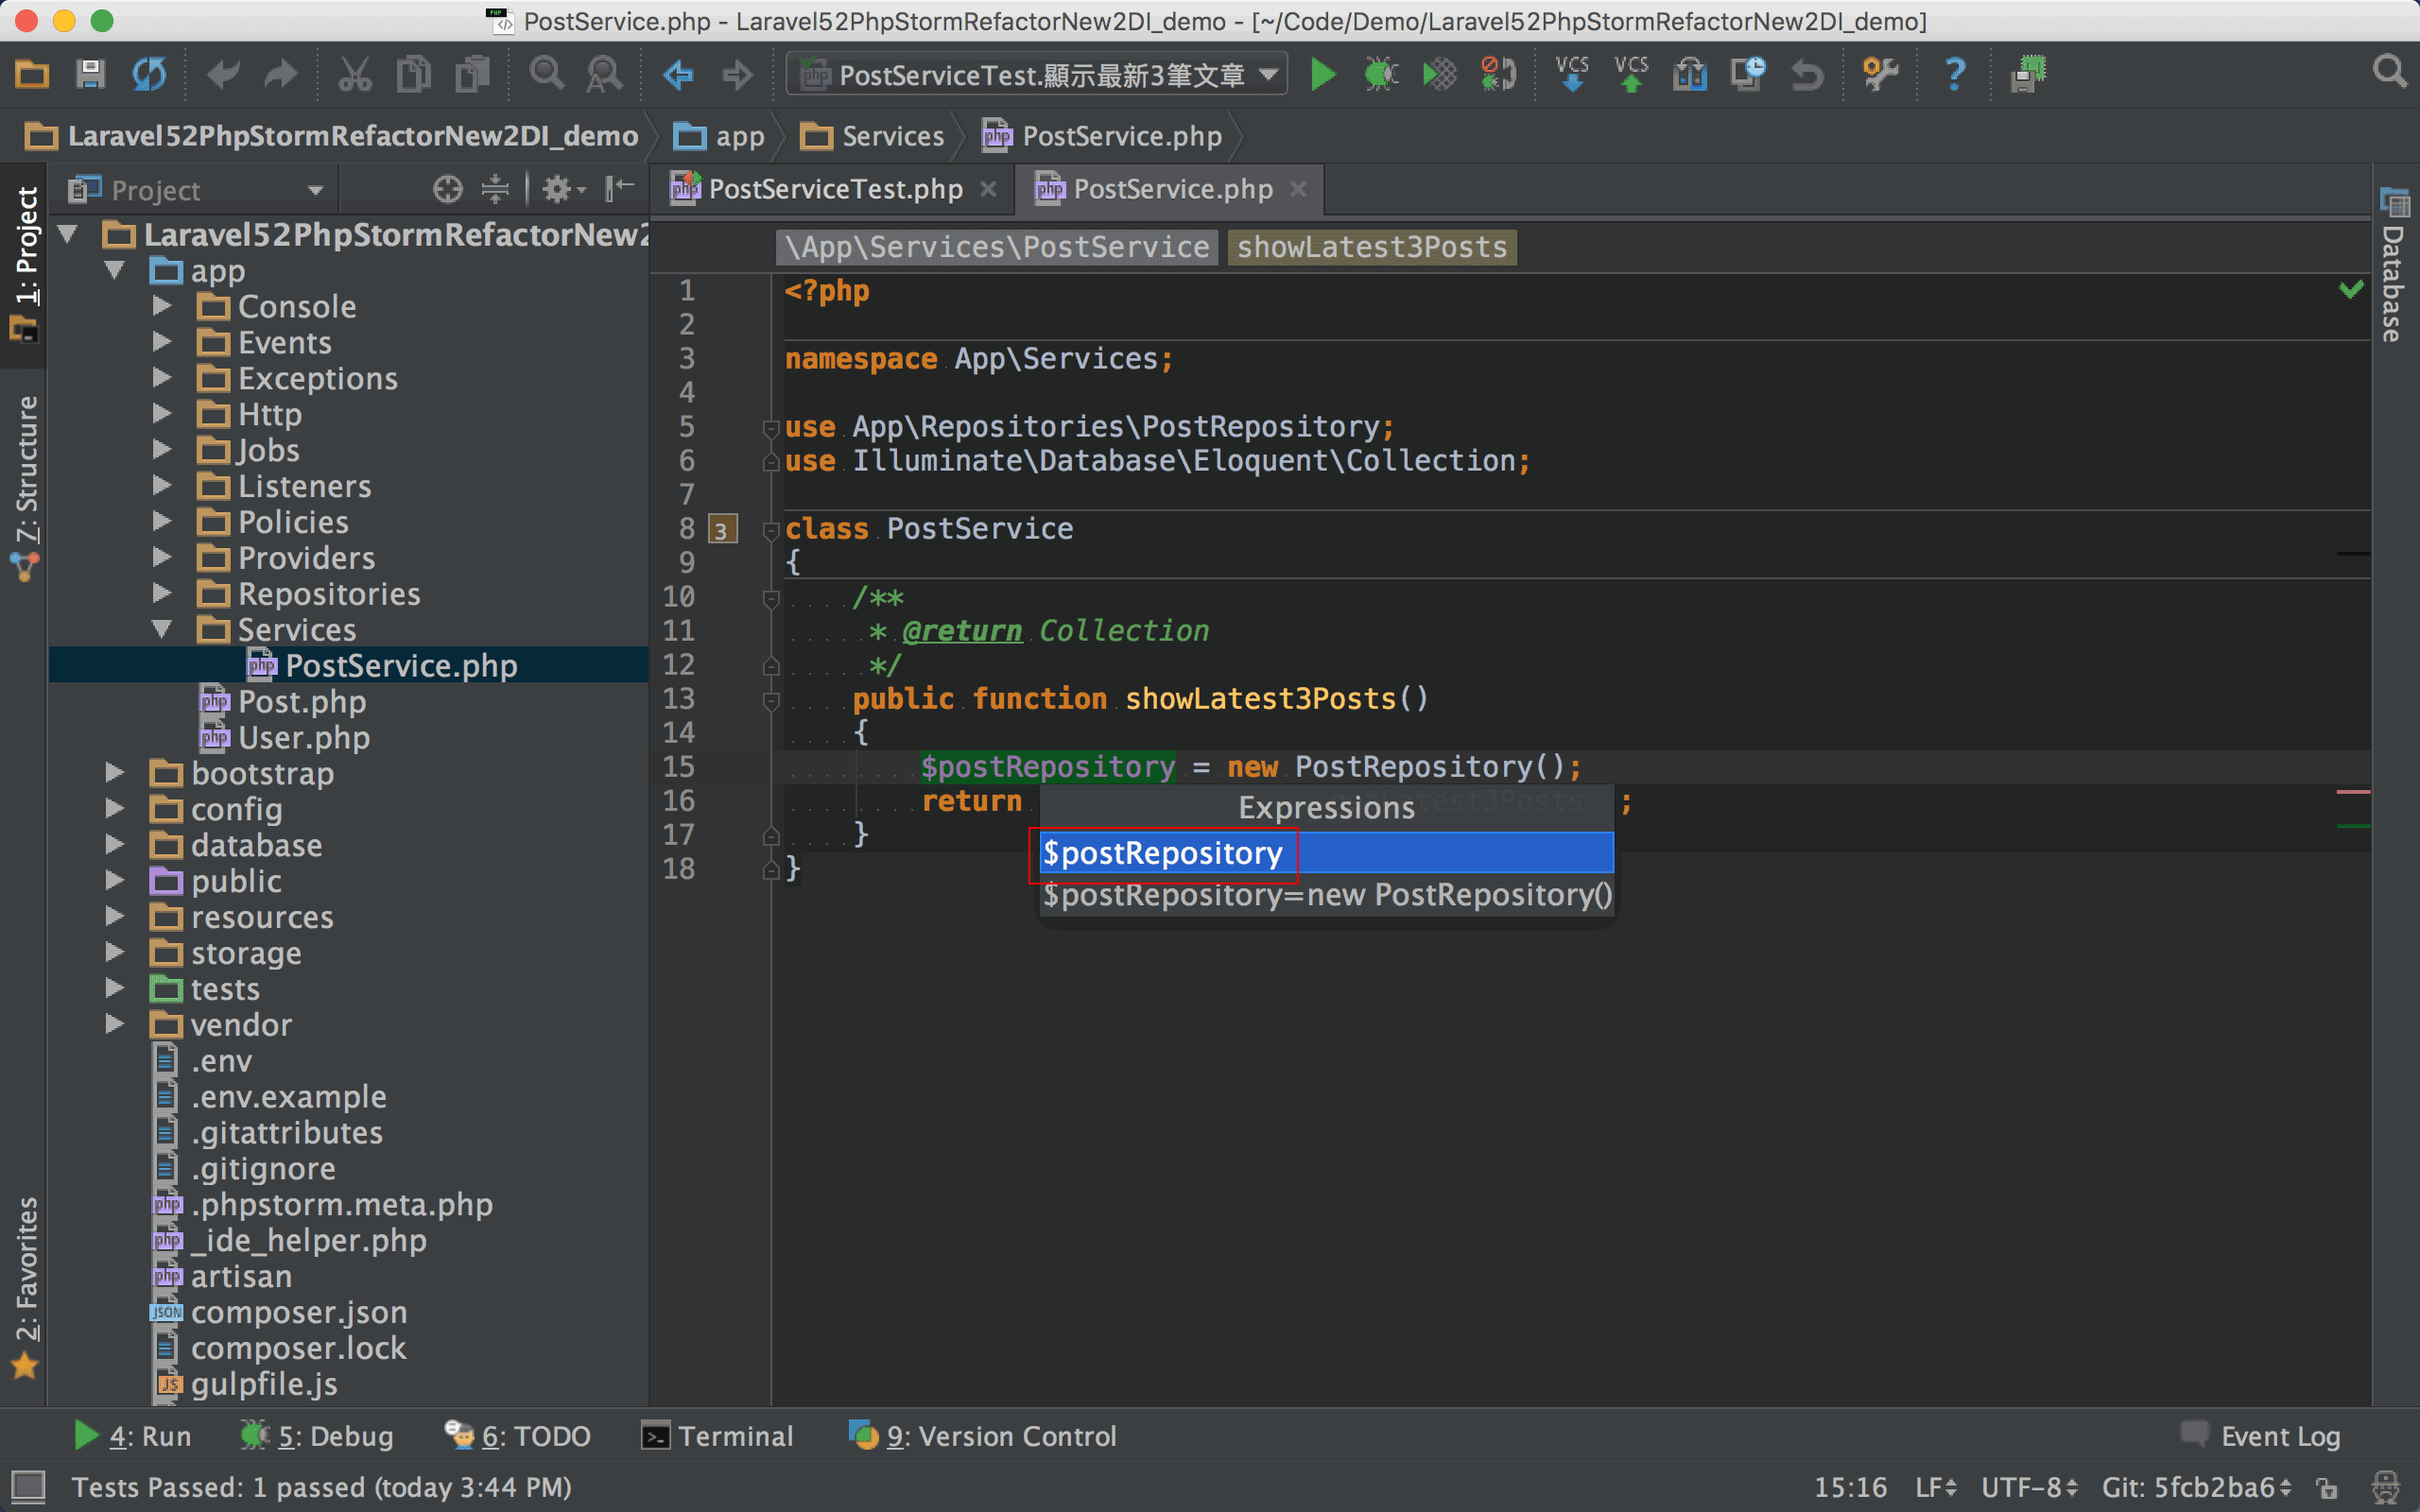 PostService.php - Laravel52PhpStormRefactorNew2DI_demo - [~/Code/Demo/Laravel52PhpStormRefactorNew2DI_demo]
PostServiceTest.顯示最新3筆文章
VCS VCS
Laravel52PhpStormRefactorNew2DI_demo app Services PostService.php
Project
PostServiceTest.php PostService.php
1: Project
7: Structure
2: Favorites
Database
Laravel52PhpStormRefactorNew2
app
Console
Events
Exceptions
Http
Jobs
Listeners
Policies
Providers
Repositories
Services
PostService.php
Post.php
User.php
bootstrap
config
database
public
resources
storage
tests
vendor
.env
.env.example
.gitattributes
.gitignore
.phpstorm.meta.php
_ide_helper.php
artisan
composer.json
composer.lock
gulpfile.js
\App\Services\PostService showLatest3Posts
1 <?php
2
3 namespace App\Services;
4
5 use App\Repositories\PostRepository;
6 use Illuminate\Database\Eloquent\Collection;
7
8 3 class PostService
9 {
10 /**
11 * @return Collection
12 */
13 public function showLatest3Posts()
14 {
15 $postRepository = new PostRepository();
16 return ;
17 }
18 }
Expressions
$postRepository
$postRepository=new PostRepository()
4: Run 5: Debug 6: TODO Terminal 9: Version Control Event Log
Tests Passed: 1 passed (today 3:44 PM) 15:16 LF UTF-8 Git: 5fcb2ba6